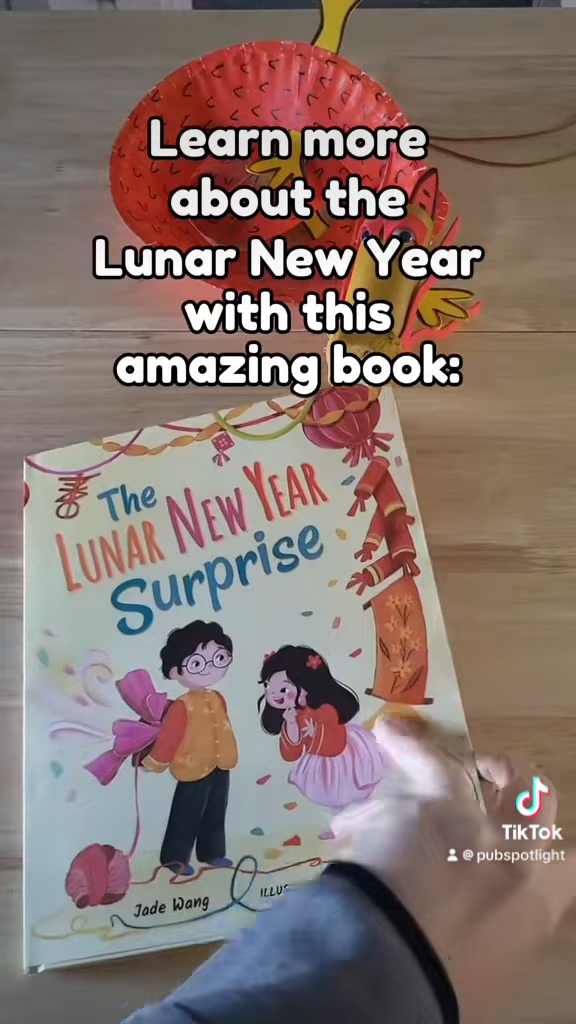 Learn more
about the
Lunar New Year
with this
amazing book:
The
LUNAR NEW YEAR
Surprise
Jade Wang
TikTok
@pubspotlight